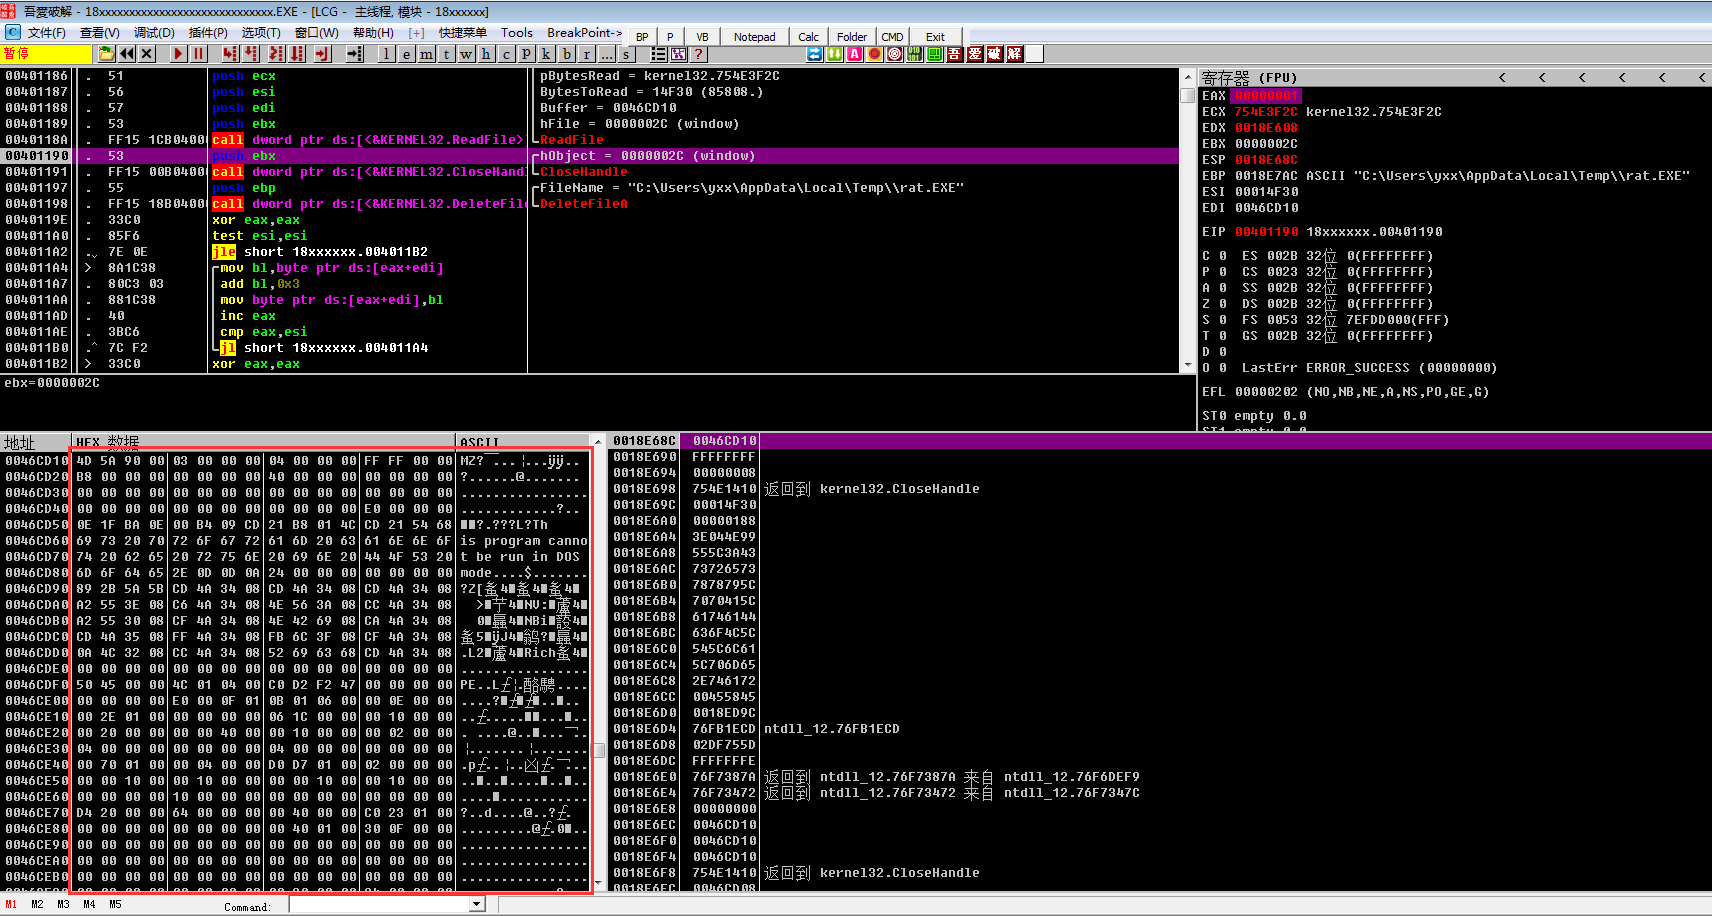 吾愛破解 - 18xxxxxxxxxxxxxxxxxxxxxxxxxxxxx.EXE - [LCG - 主线程, 模块 - 18xxxxxx]
文件(F) 查看(V) 调试(D) 插件(P) 选项(T) 窗口(W) 帮助(H) [+] 快捷菜单 Tools BreakPoint-> BP P VB Notepad Calc Folder CMD Exit
暂停 l e m t w h c p k b r ... s ? 吾 爱 破 解
00401186 . 51 push ecx pBytesRead = kernel32.754E3F2C
00401187 . 56 push esi BytesToRead = 14F30 (85808.)
00401188 . 57 push edi Buffer = 0046CD10
00401189 . 53 push ebx hFile = 0000002C (window)
0040118A . FF15 1CB04000 call dword ptr ds:[<&KERNEL32.ReadFile>] ReadFile
00401190 . 53 push ebx hObject = 0000002C (window)
00401191 . FF15 00B04000 call dword ptr ds:[<&KERNEL32.CloseHand CloseHandle
00401197 . 55 push ebp FileName = "C:\Users\yxx\AppData\Local\Temp\\rat.EXE"
00401198 . FF15 18B04000 call dword ptr ds:[<&KERNEL32.DeleteFile DeleteFileA
0040119E . 33C0 xor eax,eax
004011A0 . 85F6 test esi,esi
004011A2 . 7E 0E jle short 18xxxxxx.004011B2
004011A4 > 8A1C38 mov bl,byte ptr ds:[eax+edi]
004011A7 . 80C3 03 add bl,0x3
004011AA . 881C38 mov byte ptr ds:[eax+edi],bl
004011AD . 40 inc eax
004011AE . 3BC6 cmp eax,esi
004011B0 .^ 7C F2 jl short 18xxxxxx.004011A4
004011B2 > 33C0 xor eax,eax
ebx=0000002C
寄存器 (FPU) < < < < < <
EAX 00000001
ECX 754E3F2C kernel32.754E3F2C
EDX 0018E608
EBX 0000002C
ESP 0018E68C
EBP 0018E7AC ASCII "C:\Users\yxx\AppData\Local\Temp\\rat.EXE"
ESI 00014F30
EDI 0046CD10
EIP 00401190 18xxxxxx.00401190
C 0 ES 002B 32位 0(FFFFFFFF)
P 0 CS 0023 32位 0(FFFFFFFF)
A 0 SS 002B 32位 0(FFFFFFFF)
Z 0 DS 002B 32位 0(FFFFFFFF)
S 0 FS 0053 32位 7EFDD000(FFF)
T 0 GS 002B 32位 0(FFFFFFFF)
D 0
O 0 LastErr ERROR_SUCCESS (00000000)
EFL 00000202 (NO,NB,NE,A,NS,PO,GE,G)
ST0 empty 0.0
ST1 empty 0.0
地址 HEX 数据 ASCII
0046CD10 4D 5A 90 00 03 00 00 00 04 00 00 00 FF FF 00 00 MZ?
0046CD20 B8 00 00 00 00 00 00 00 40 00 00 00 00 00 00 00 ?.......@.......
0046CD30 00 00 00 00 00 00 00 00 00 00 00 00 00 00 00 00 ................
0046CD40 00 00 00 00 00 00 00 00 00 00 00 00 E0 00 00 00 ............?..
0046CD50 0E 1F BA 0E 00 B4 09 CD 21 B8 01 4C CD 21 54 68 ?.???L?Th
0046CD60 69 73 20 70 72 6F 67 72 61 6D 20 63 61 6E 6E 6F is program canno
0046CD70 74 20 62 65 20 72 75 6E 20 69 6E 20 44 4F 53 20 t be run in DOS
0046CD80 6D 6F 64 65 2E 0D 0D 0A 24 00 00 00 00 00 00 00 mode....$.......
0046CD90 89 2B 5A 5B CD 4A 34 08 CD 4A 34 08 CD 4A 34 08
0046CDA0 A2 55 3E 08 C6 4A 34 08 4E 56 3A 08 CC 4A 34 08
0046CDB0 A2 55 30 08 CF 4A 34 08 4E 42 69 08 CA 4A 34 08
0046CDC0 CD 4A 35 08 FF 4A 34 08 FB 6C 3F 08 CF 4A 34 08
0046CDD0 0A 4C 32 08 CC 4A 34 08 52 69 63 68 CD 4A 34 08
0046CDE0 00 00 00 00 00 00 00 00 00 00 00 00 00 00 00 00 ................
0046CDF0 50 45 00 00 4C 01 04 00 C0 D2 F2 47 00 00 00 00
0046CE00 00 00 00 00 E0 00 0F 01 0B 01 06 00 00 0E 00 00
0046CE10 00 2E 01 00 00 00 00 00 06 1C 00 00 00 10 00 00
0046CE20 00 20 00 00 00 00 40 00 00 10 00 00 00 02 00 00
0046CE30 04 00 00 00 00 00 00 00 04 00 00 00 00 00 00 00
0046CE40 00 70 01 00 00 04 00 00 D0 D7 01 00 02 00 00 00
0046CE50 00 00 10 00 00 10 00 00 00 00 10 00 00 10 00 00
0046CE60 00 00 00 00 10 00 00 00 00 00 00 00 00 00 00 00
0046CE70 D4 20 00 00 64 00 00 00 00 40 00 00 C0 23 01 00
0046CE80 00 00 00 00 00 00 00 00 00 40 01 00 30 0F 00 00
0046CE90 00 00 00 00 00 00 00 00 00 00 00 00 00 00 00 00 ................
0046CEA0 00 00 00 00 00 00 00 00 00 00 00 00 00 00 00 00 ................
0046CEB0 00 00 00 00 00 00 00 00 00 00 00 00 00 00 00 00 ................
0018E68C 0046CD10
0018E690 FFFFFFFF
0018E694 00000008
0018E698 754E1410 返回到 kernel32.CloseHandle
0018E69C 00014F30
0018E6A0 00000188
0018E6A4 3E044E99
0018E6A8 555C3A43
0018E6AC 73726573
0018E6B0 7878795C
0018E6B4 7070415C
0018E6B8 61746144
0018E6BC 636F4C5C
0018E6C0 545C6C61
0018E6C4 5C706D65
0018E6C8 2E746172
0018E6CC 00455845
0018E6D0 0018ED9C
0018E6D4 76FB1ECD ntdll_12.76FB1ECD
0018E6D8 02DF755D
0018E6DC FFFFFFFE
0018E6E0 76F7387A 返回到 ntdll_12.76F7387A 来自 ntdll_12.76F6DEF9
0018E6E4 76F73472 返回到 ntdll_12.76F73472 来自 ntdll_12.76F7347C
0018E6E8 00000000
0018E6EC 0046CD10
0018E6F0 0046CD10
0018E6F4 0046CD10
0018E6F8 754E1410 返回到 kernel32.CloseHandle
0018E6FC 0046CD08
M1 M2 M3 M4 M5 Command: